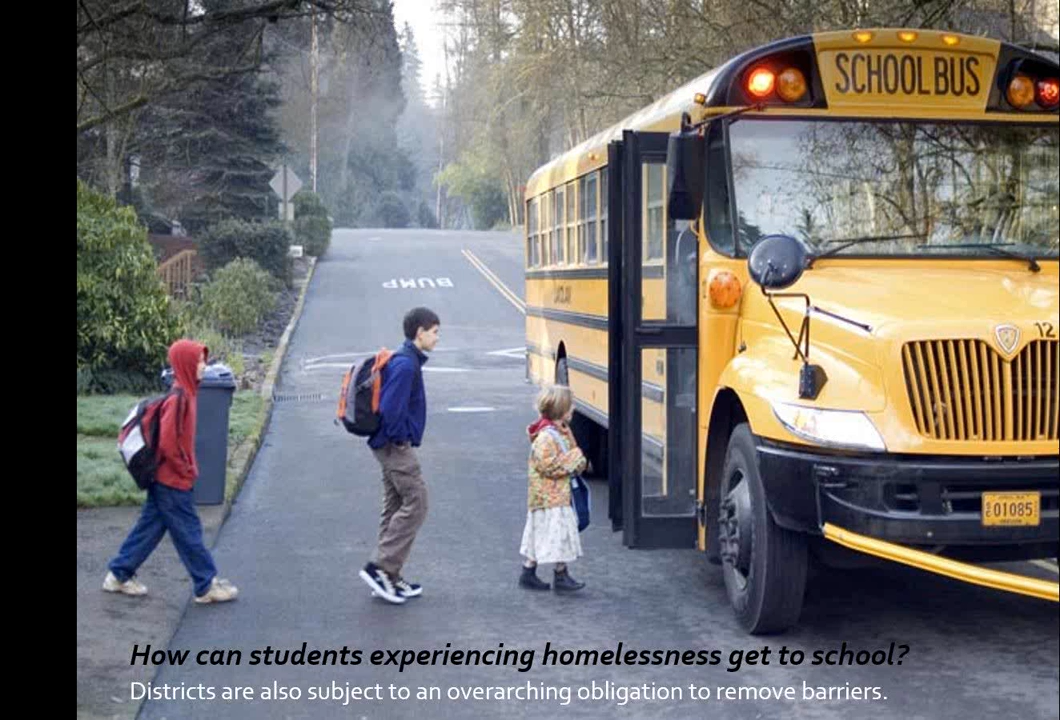 SCHOOL BUS
BUMP
12
01085
How can students experiencing homelessness get to school?
Districts are also subject to an overarching obligation to remove barriers.